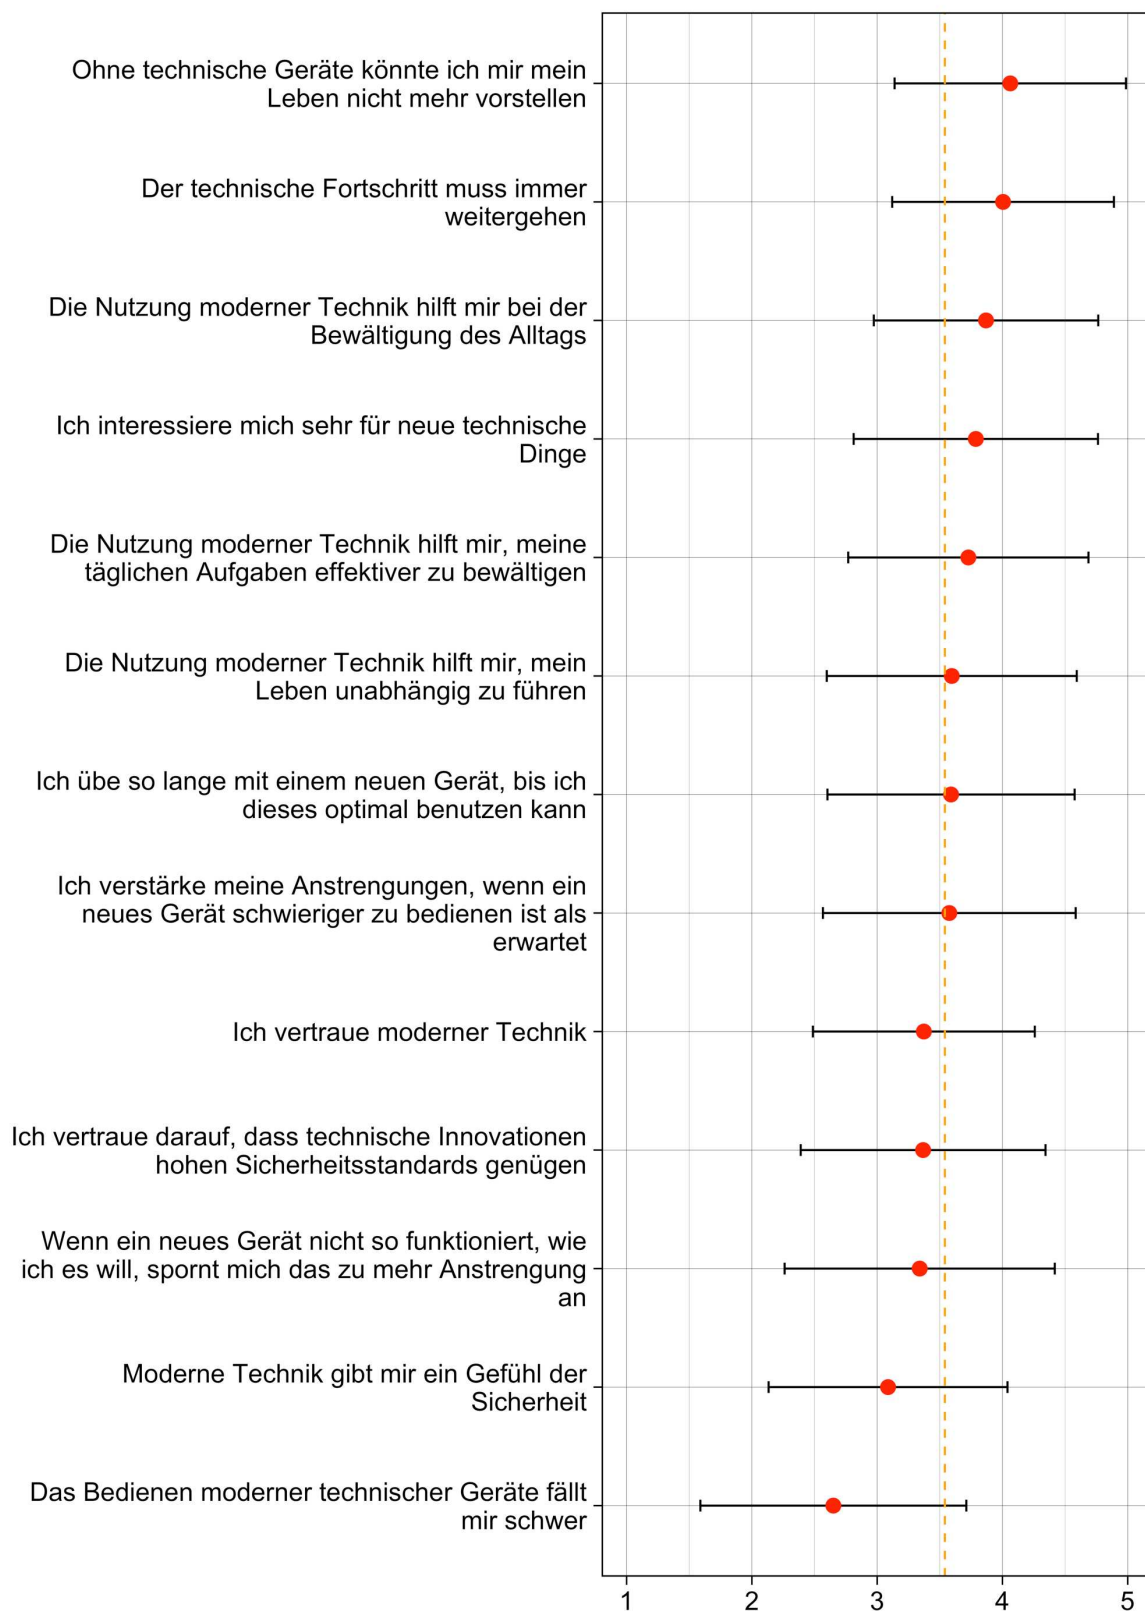 Ohne technische Geräte könnte ich mir mein
Leben nicht mehr vorstellen
Der technische Fortschritt muss immer
weitergehen
Die Nutzung moderner Technik hilft mir bei der
Bewältigung des Alltags
Ich interessiere mich sehr für neue technische
Dinge
Die Nutzung moderner Technik hilft mir, meine
täglichen Aufgaben effektiver zu bewältigen
Die Nutzung moderner Technik hilft mir, mein
Leben unabhängig zu führen
Ich übe so lange mit einem neuen Gerät, bis ich
dieses optimal benutzen kann
Ich verstärke meine Anstrengungen, wenn ein
neues Gerät schwieriger zu bedienen ist als
erwartet
Ich vertraue moderner Technik
Ich vertraue darauf, dass technische Innovationen
hohen Sicherheitsstandards genügen
Wenn ein neues Gerät nicht so funktioniert, wie
ich es will, spornt mich das zu mehr Anstrengung
an
Moderne Technik gibt mir ein Gefühl der
Sicherheit
Das Bedienen moderner technischer Geräte fällt
mir schwer
1 2 3 4 5